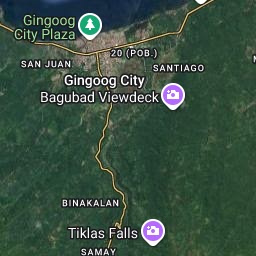 Gingoog
City Plaza
20 (POB.)
SAN JUAN
SANTIAGO
Gingoog City
Bagubad Viewdeck
BINAKALAN
Tiklas Falls
SAMAY